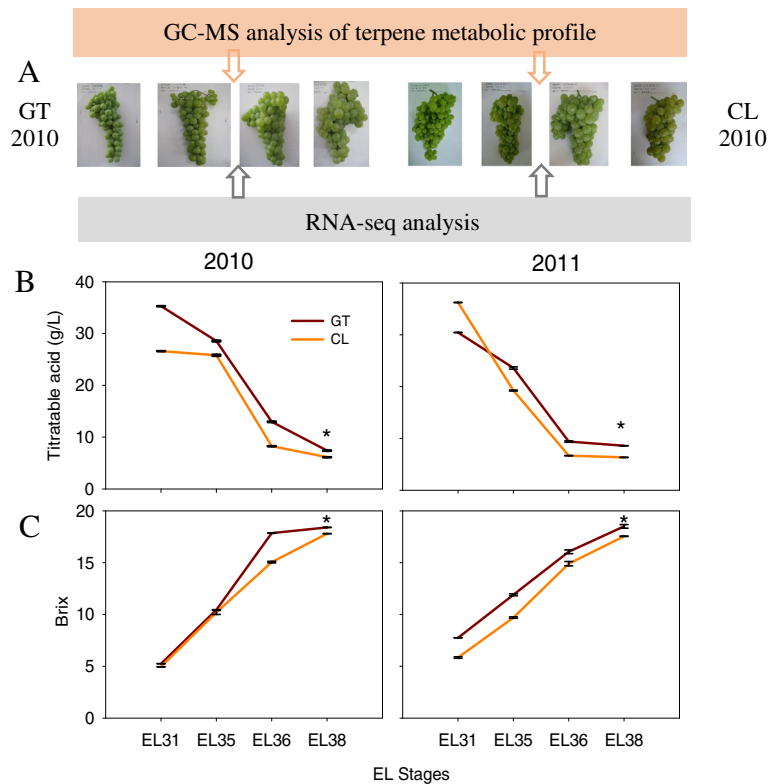 GC-MS analysis of terpene metabolic profile
A
GT
2010
CL
2010
RNA-seq analysis
2010
2011
B
Titratable acid (g/L)
40
30
20
10
0
GT
CL
*
*
C
Brix
20
15
10
5
0
*
*
EL31 EL35 EL36 EL38
EL31 EL35 EL36 EL38
EL Stages